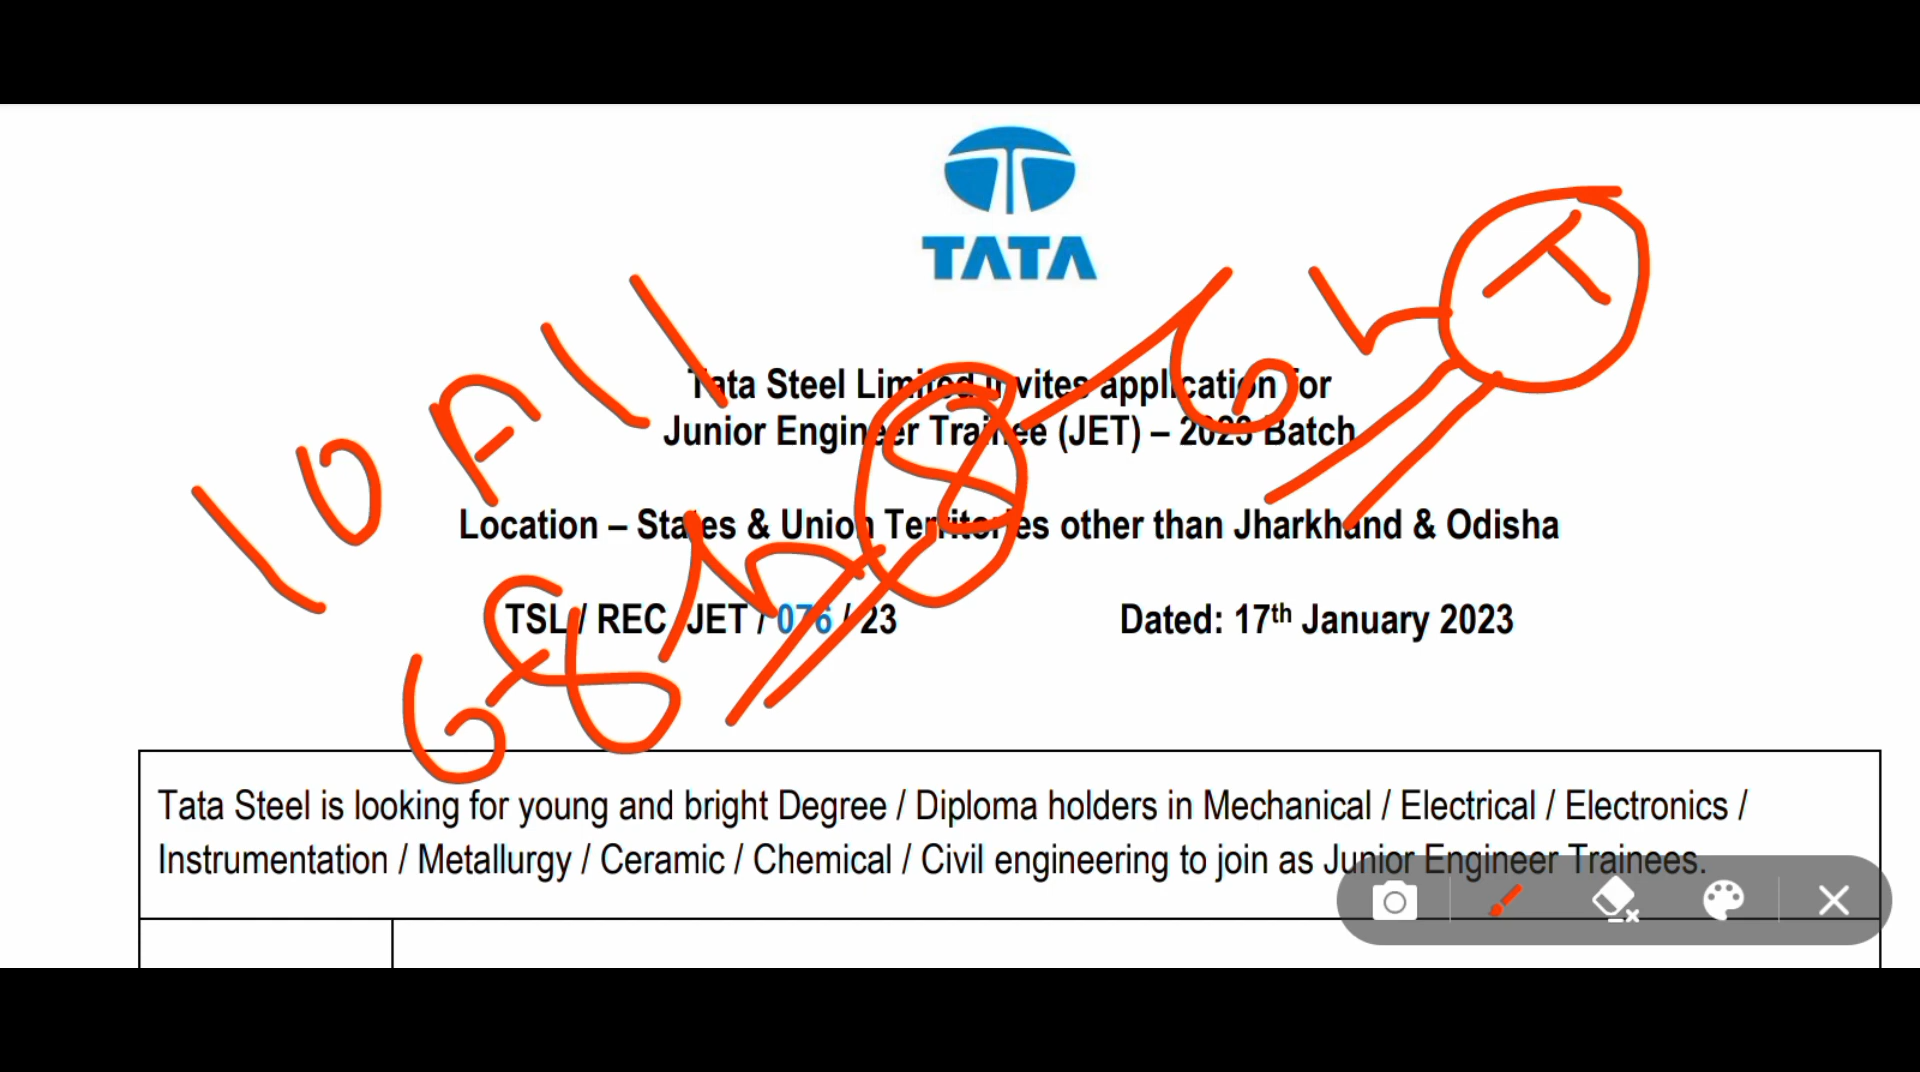 TATA
Tata Steel Limited invites application for
Junior Engineer Trainee (JET) – 2023 Batch
Location – States & Union Territories other than Jharkhand & Odisha
TSL / REC / JET / 076 / 23 Dated: 17th January 2023
Tata Steel is looking for young and bright Degree / Diploma holders in Mechanical / Electrical / Electronics /
Instrumentation / Metallurgy / Ceramic / Chemical / Civil engineering to join as Junior Engineer Trainees.